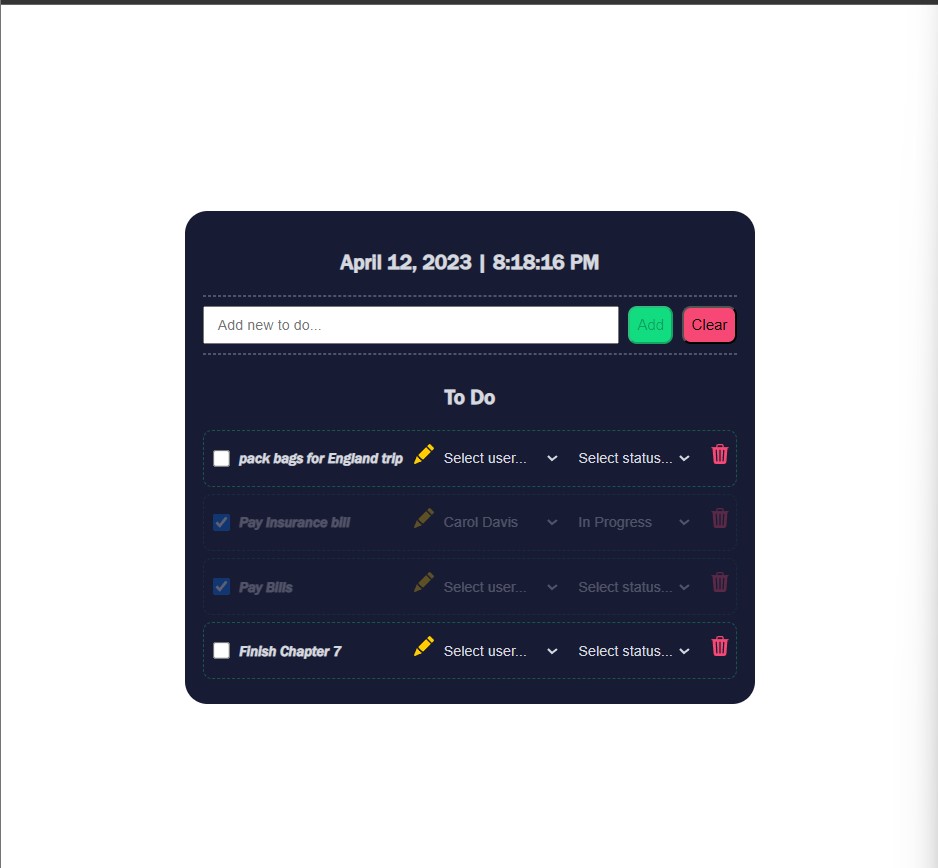 April 12, 2023 | 8:18:16 PM
Add new to do... Add Clear
To Do
pack bags for England trip Select user... Select status...
Pay Insurance bill Carol Davis In Progress
Pay Bills Select user... Select status...
Finish Chapter 7 Select user... Select status...